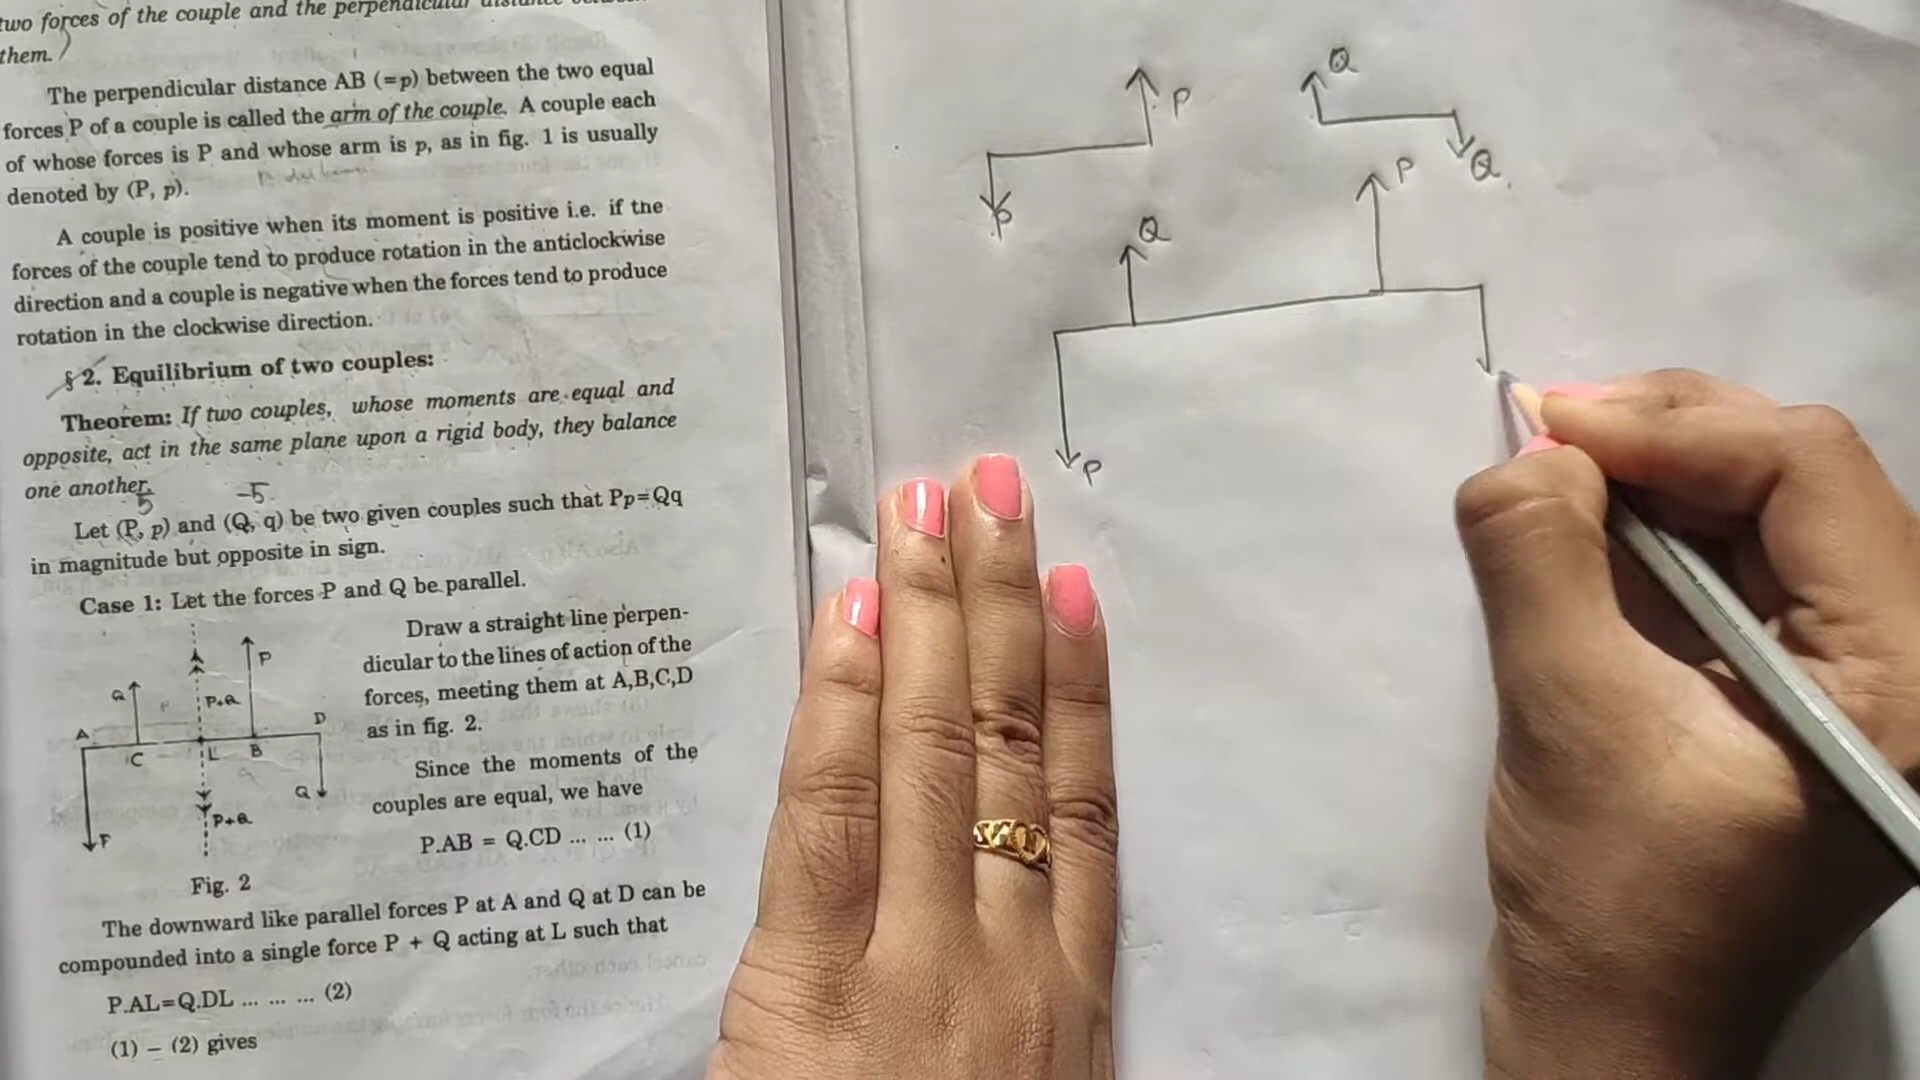 two forces of the couple and the perpendicular distance
them.
The perpendicular distance AB (=p) between the two equal
forces P of a couple is called the arm of the couple. A couple each
of whose forces is P and whose arm is p, as in fig. 1 is usually
denoted by (P, p).
A couple is positive when its moment is positive i.e. if the
forces of the couple tend to produce rotation in the anticlockwise
direction and a couple is negative when the forces tend to produce
rotation in the clockwise direction.
§ 2. Equilibrium of two couples:
Theorem: If two couples, whose moments are equal and
opposite, act in the same plane upon a rigid body, they balance
one another.
5 -5
Let (P, p) and (Q, q) be two given couples such that Pp=Qq
in magnitude but opposite in sign.
Case 1: Let the forces P and Q be parallel.
Draw a straight line perpen-
dicular to the lines of action of the
forces, meeting them at A,B,C,D
as in fig. 2.
Since the moments of the
couples are equal, we have
P.AB = Q.CD ... ... (1)
P
Q
P+Q
A
D
C
L
B
Q
P+Q
Fig. 2
The downward like parallel forces P at A and Q at D can be
compounded into a single force P + Q acting at L such that
P.AL=Q.DL ... ... ... (2)
(1) – (2) gives
P
P
Q
Q
Q
P
P